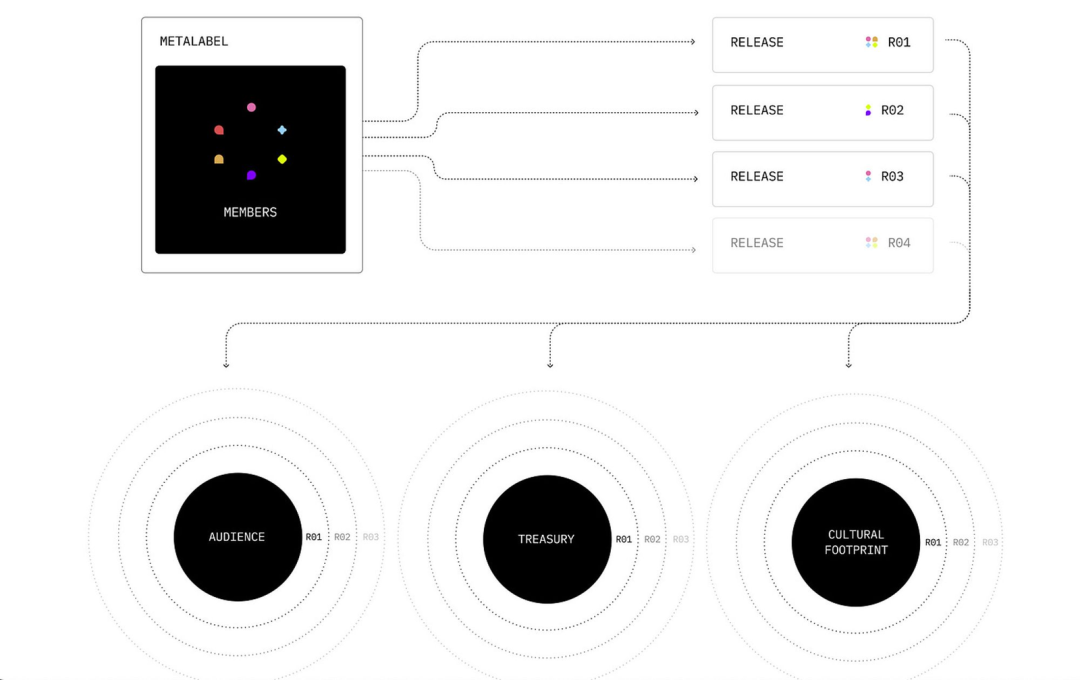 METALABEL
MEMBERS
RELEASE R01
RELEASE R02
RELEASE R03
RELEASE R04
AUDIENCE
R01 R02 R03
TREASURY
R01 R02 R03
CULTURAL
FOOTPRINT
R01 R02 R03